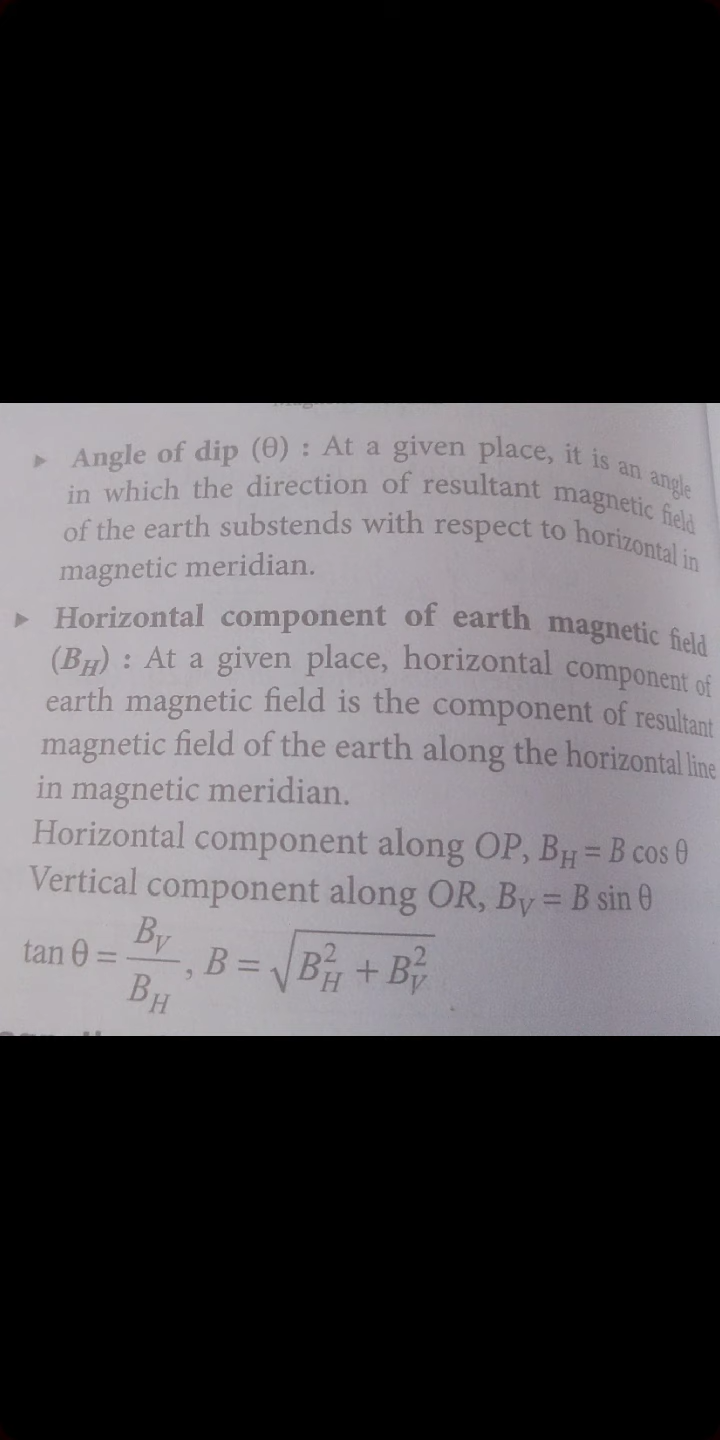 ▸ Angle of dip (θ) : At a given place, it is an angle
in which the direction of resultant magnetic field
of the earth substends with respect to horizontal in
magnetic meridian.
▸ Horizontal component of earth magnetic field
(B_H) : At a given place, horizontal component of
earth magnetic field is the component of resultant
magnetic field of the earth along the horizontal line
in magnetic meridian.
Horizontal component along OP, B_H = B cos θ
Vertical component along OR, B_V = B sin θ
tan θ = B_V / B_H , B = √(B_H² + B_V²)